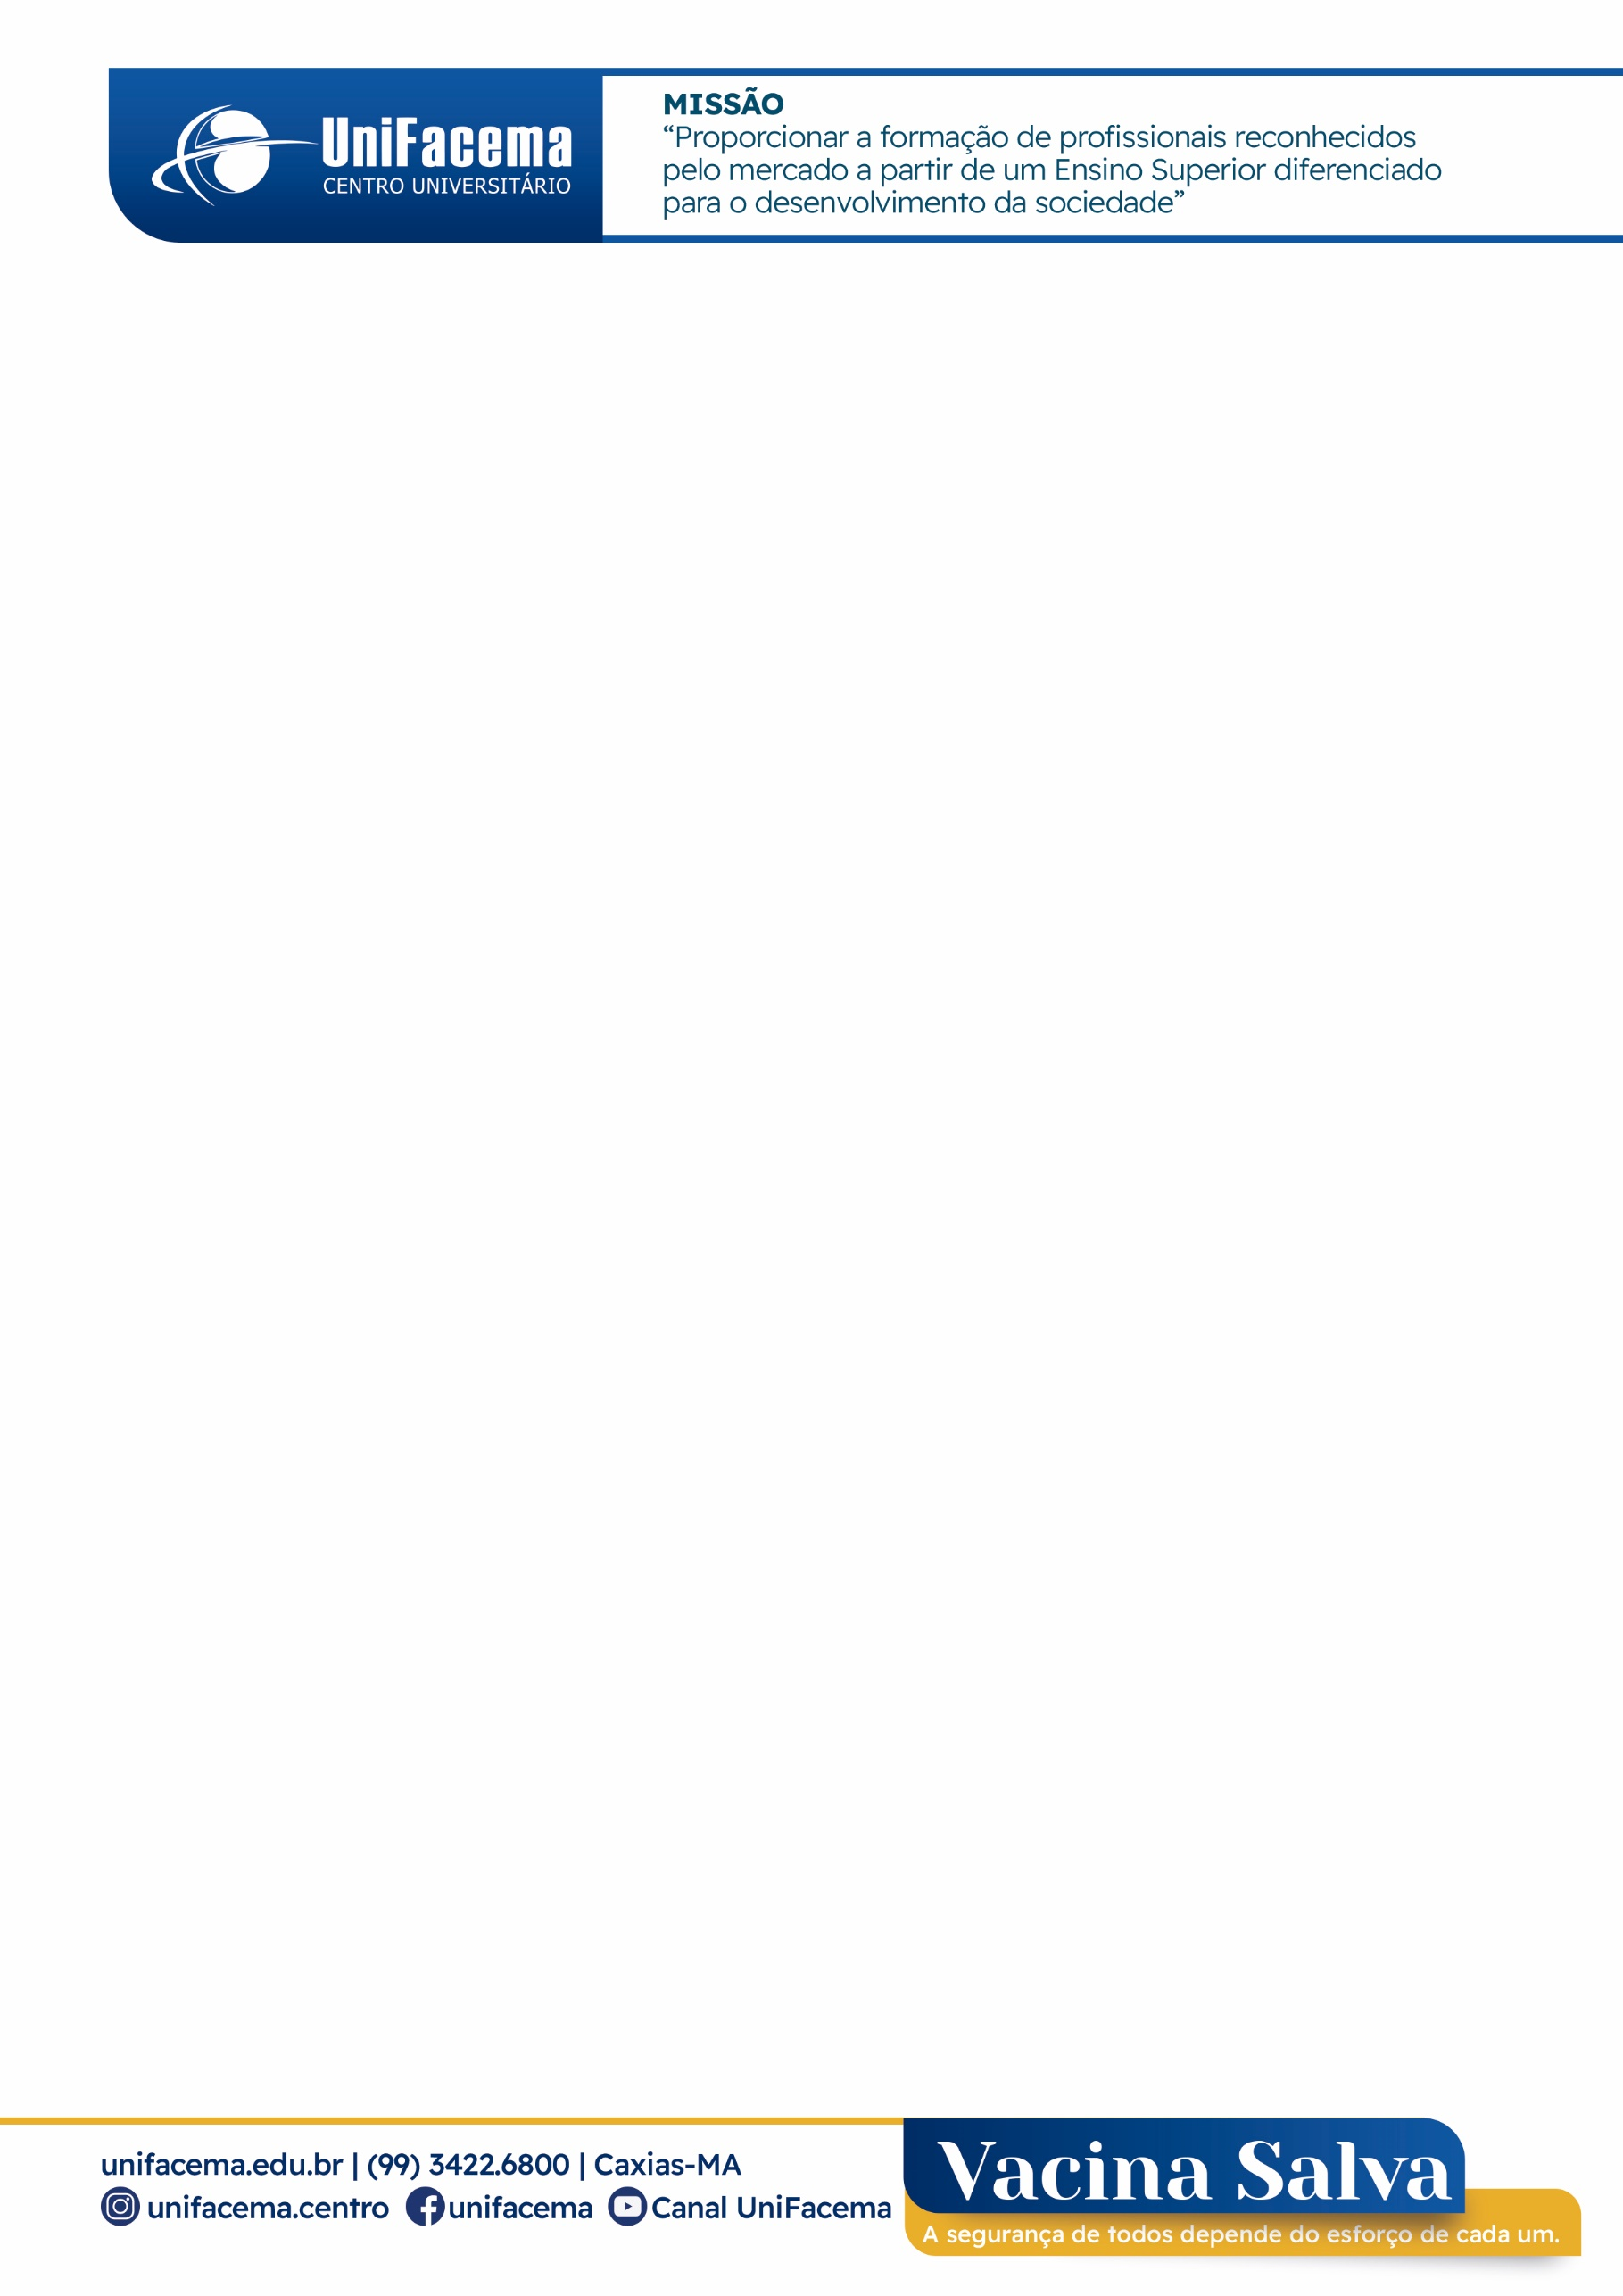 UniFacema
CENTRO UNIVERSITÁRIO
MISSÃO
“Proporcionar a formação de profissionais reconhecidos
pelo mercado a partir de um Ensino Superior diferenciado
para o desenvolvimento da sociedade”
unifacema.edu.br | (99) 3422.6800 | Caxias-MA
unifacema.centro unifacema Canal UniFacema
Vacina Salva
A segurança de todos depende do esforço de cada um.